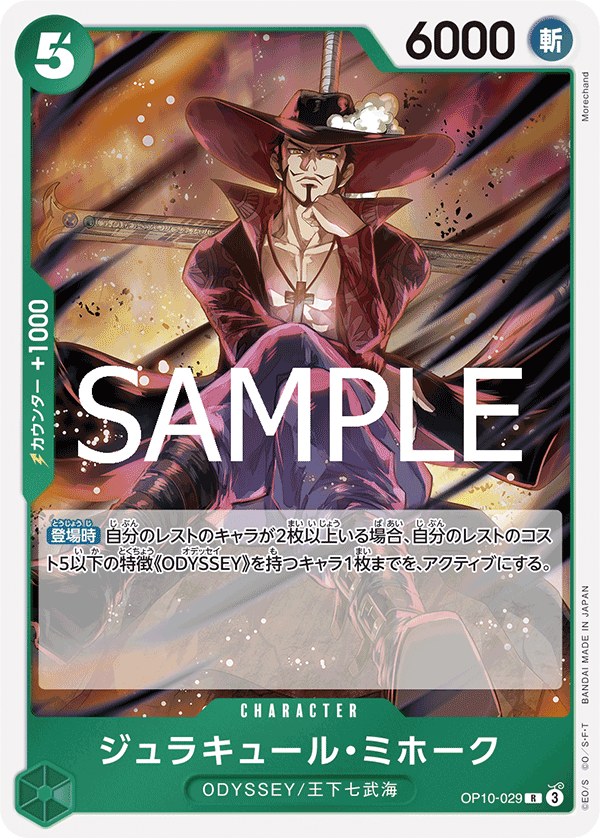 5
6000
斬
Morechand
カウンター +1000
SAMPLE
登場時 自分のレストのキャラが2枚以上いる場合、自分のレストのコス
ト5以下の特徴《ODYSSEY》を持つキャラ1枚までを、アクティブにする。
CHARACTER
ジュラキュール・ミホーク
ODYSSEY/王下七武海
OP10-029 R 3
©E.O/S ©O/S・F・T BANDAI MADE IN JAPAN